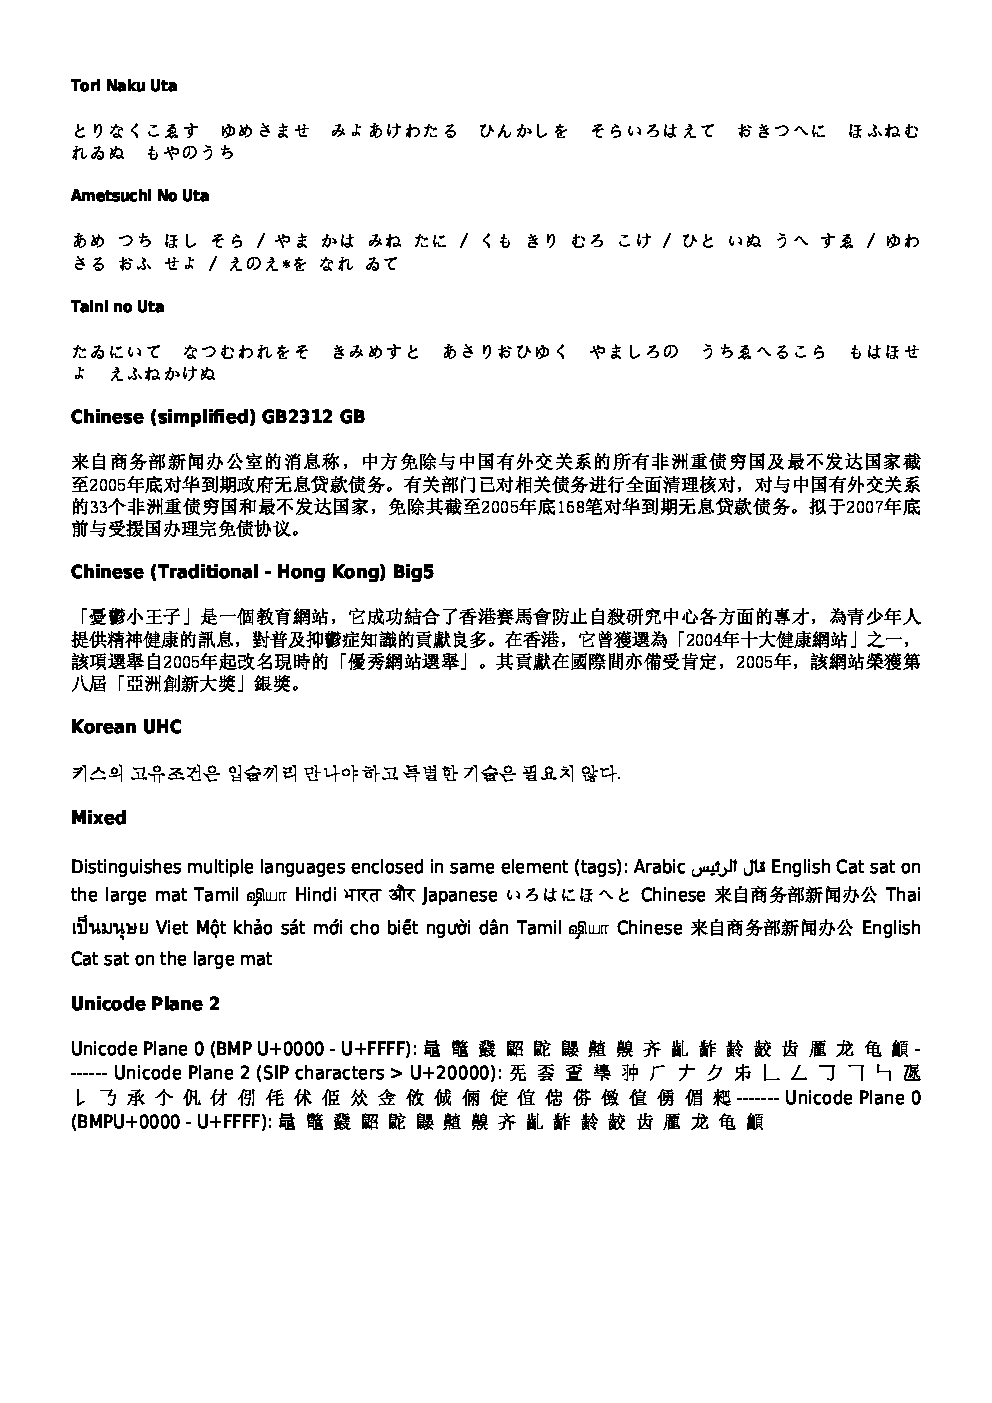 Tori Naku Uta
とりなくこゑす　ゆめさませ　みよあけわたる　ひんかしを　そらいろはえて　おきつへに　ほふねむ
れゐぬ　もやのうち
Ametsuchi No Uta
あめ つち ほし そら / やま かは みね たに / くも きり むろ こけ / ひと いぬ うへ すゑ / ゆわ
さる おふ せよ / えのえ*を なれ ゐて
Taini no Uta
たゐにいて　なつむわれをそ　きみめすと　あさりおひゆく　やましろの　うちゑへるこら　もはほせ
よ　えふねかけぬ
Chinese (simplified) GB2312 GB
来自商务部新闻办公室的消息称，中方免除与中国有外交关系的所有非洲重债穷国及最不发达国家截
至2005年底对华到期政府无息贷款债务。有关部门已对相关债务进行全面清理核对，对与中国有外交关系
的33个非洲重债穷国和最不发达国家，免除其截至2005年底168笔对华到期无息贷款债务。拟于2007年底
前与受援国办理完免债协议。
Chinese (Traditional - Hong Kong) Big5
「憂鬱小王子」是一個教育網站，它成功結合了香港賽馬會防止自殺研究中心各方面的專才，為青少年人
提供精神健康的訊息，對普及抑鬱症知識的貢獻良多。在香港，它曾獲選為「2004年十大健康網站」之一，
該項選舉自2005年起改名現時的「優秀網站選舉」。其貢獻在國際間亦備受肯定，2005年，該網站榮獲第
八屆「亞洲創新大獎」銀獎。
Korean UHC
키스의 고유조건은 입술끼리 만나야 하고 특별한 기술은 필요치 않다.
Mixed
Distinguishes multiple languages enclosed in same element (tags): Arabic قال الرئيس English Cat sat on
the large mat Tamil ஷியா Hindi भारत और Japanese いろはにほへと Chinese 来自商务部新闻办公 Thai
เป็นมนุษย Viet Một khảo sát mới cho biết người dân Tamil ஷியா Chinese 来自商务部新闻办公 English
Cat sat on the large mat
Unicode Plane 2
Unicode Plane 0 (BMP U+0000 - U+FFFF): 齐 齓 龄 齿 龙 龟 -
------ Unicode Plane 2 (SIP characters > U+20000):
------- Unicode Plane 0
(BMPU+0000 - U+FFFF): 齐 齓 龄 齿 龙 龟